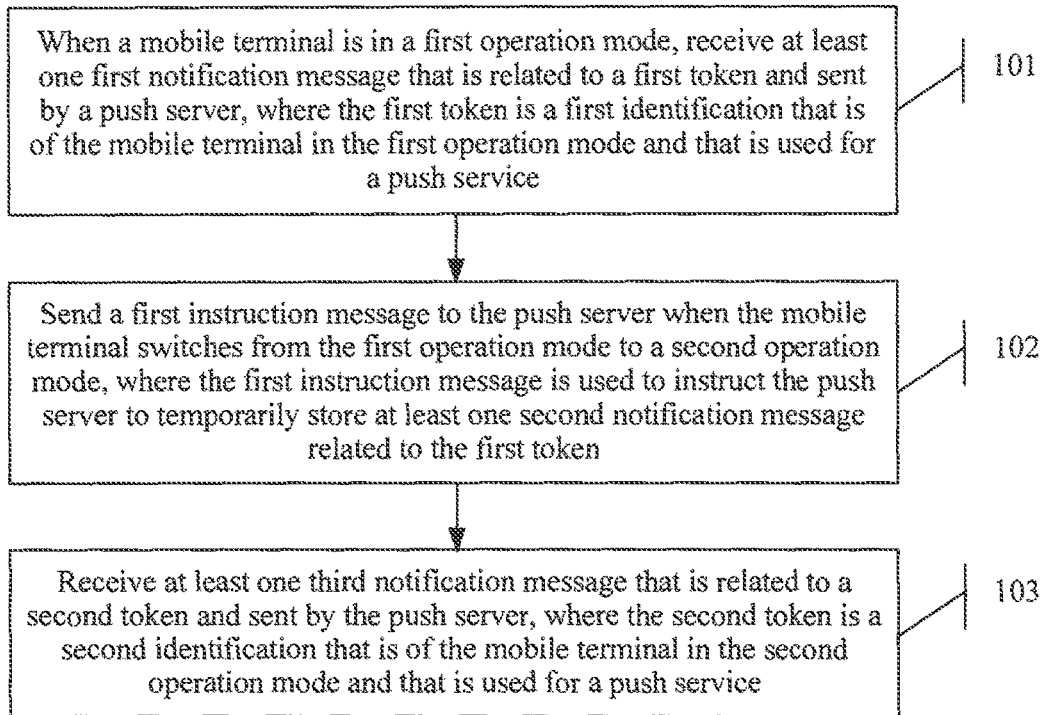 When a mobile terminal is in a first operation mode, receive at least
one first notification message that is related to a first token and sent
by a push server, where the first token is a first identification that is
of the mobile terminal in the first operation mode and that is used for
a push service
101
Send a first instruction message to the push server when the mobile
terminal switches from the first operation mode to a second operation
mode, where the first instruction message is used to instruct the push
server to temporarily store at least one second notification message
related to the first token
102
Receive at least one third notification message that is related to a
second token and sent by the push server, where the second token is a
second identification that is of the mobile terminal in the second
operation mode and that is used for a push service
103